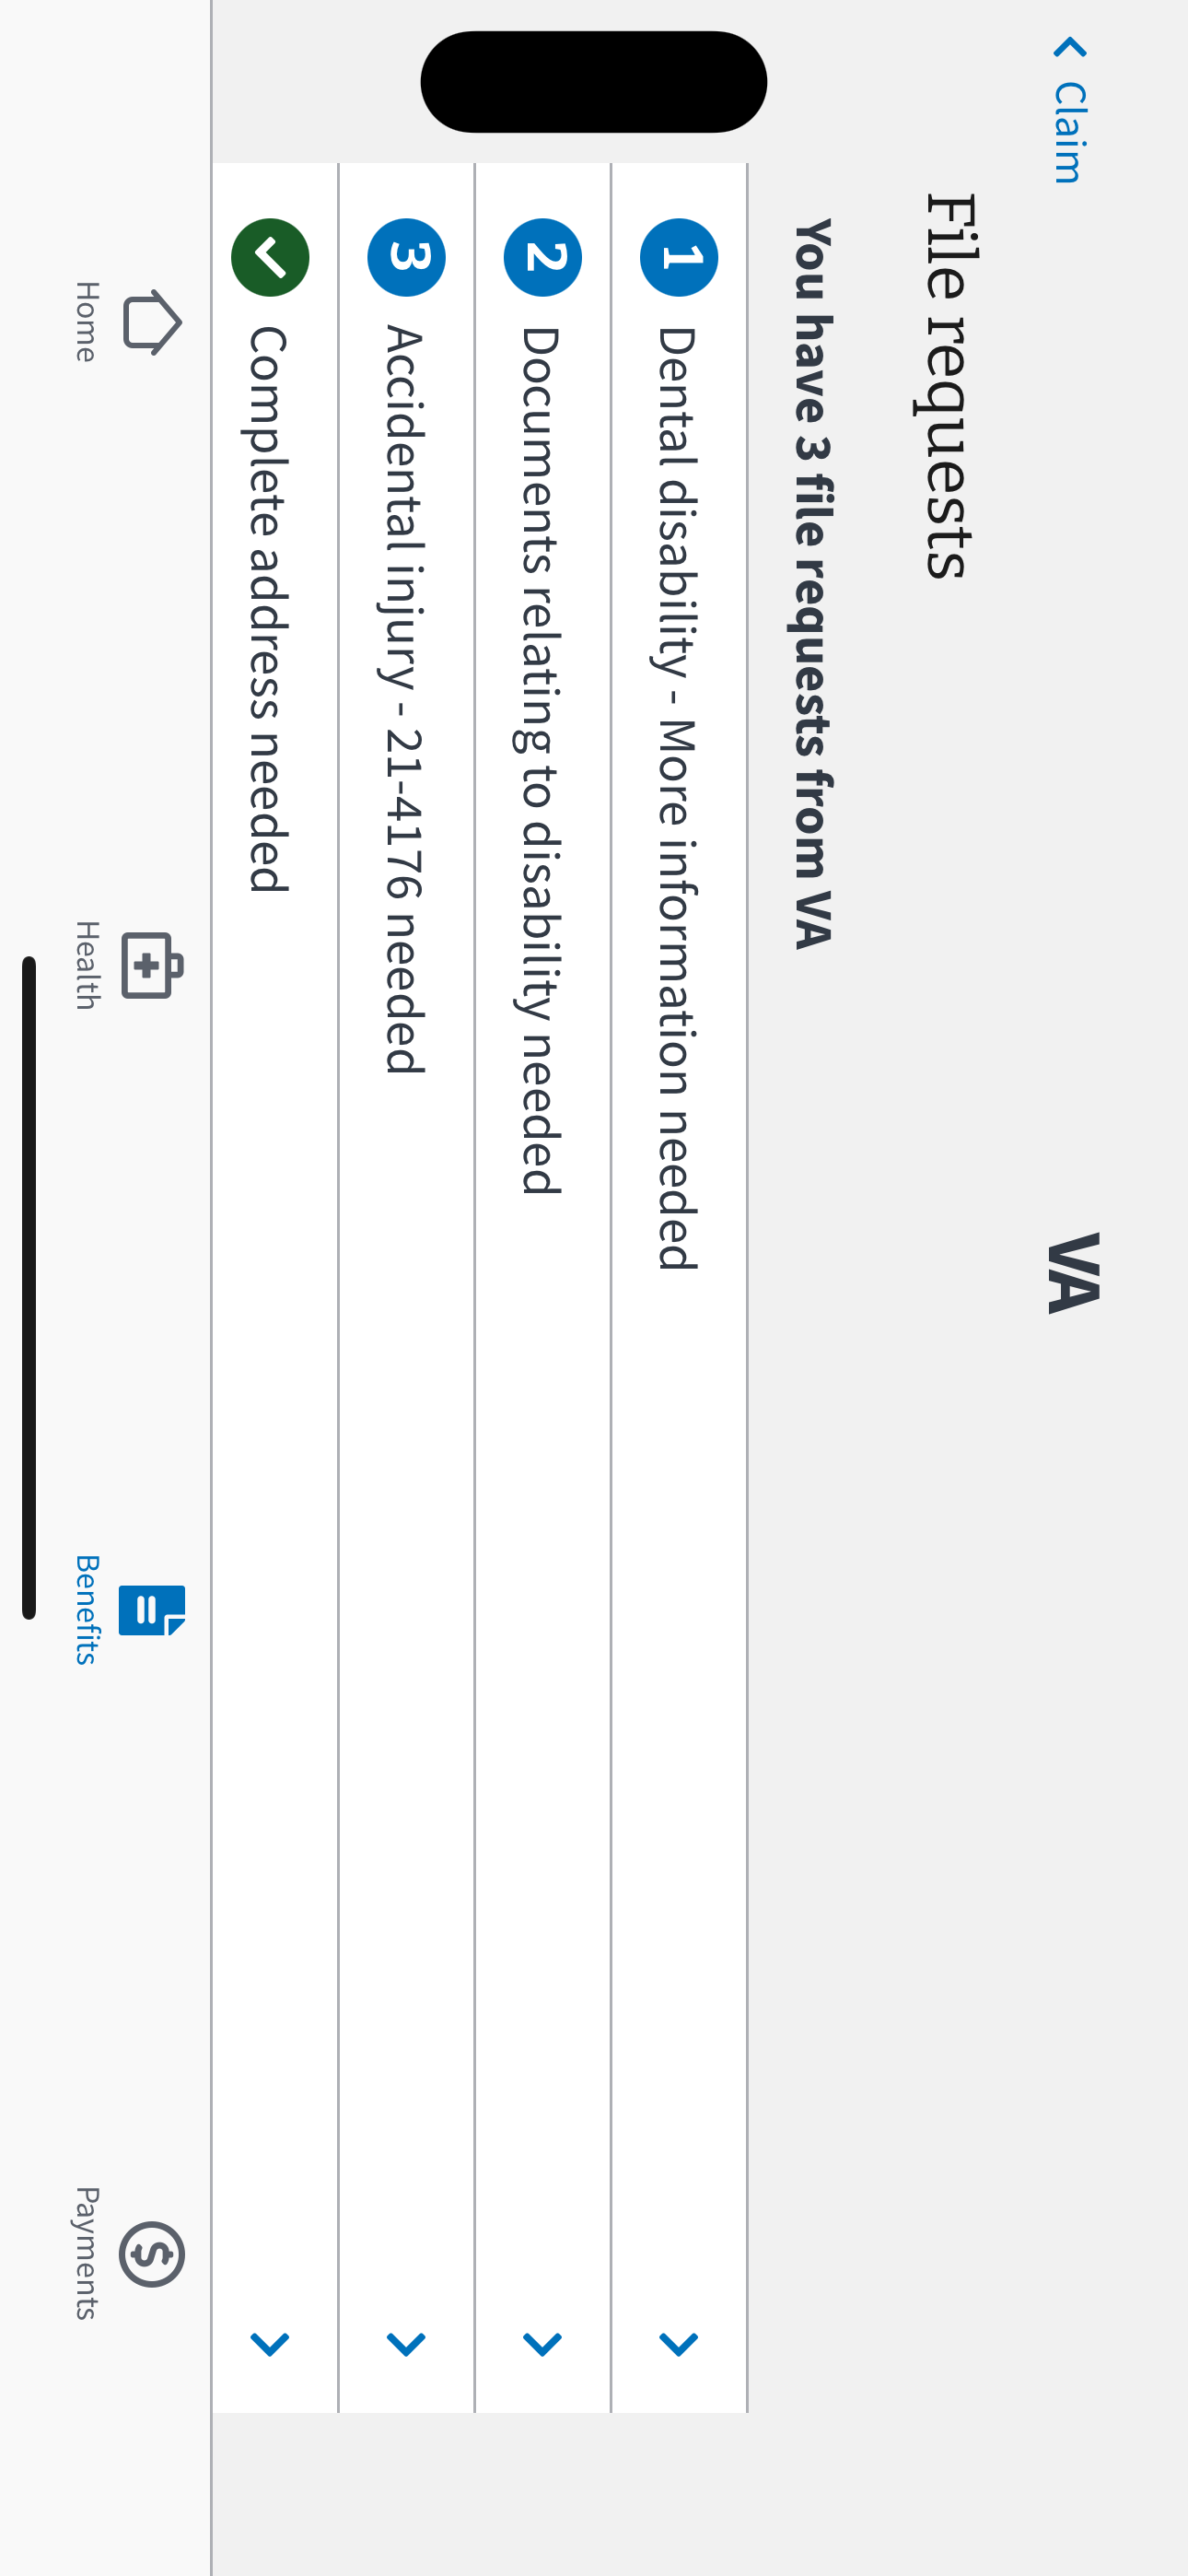 Claim
VA
File requests
You have 3 file requests from VA
1 Dental disability - More information needed
2 Documents relating to disability needed
3 Accidental injury - 21-4176 needed
Complete address needed
Home
Health
Benefits
Payments